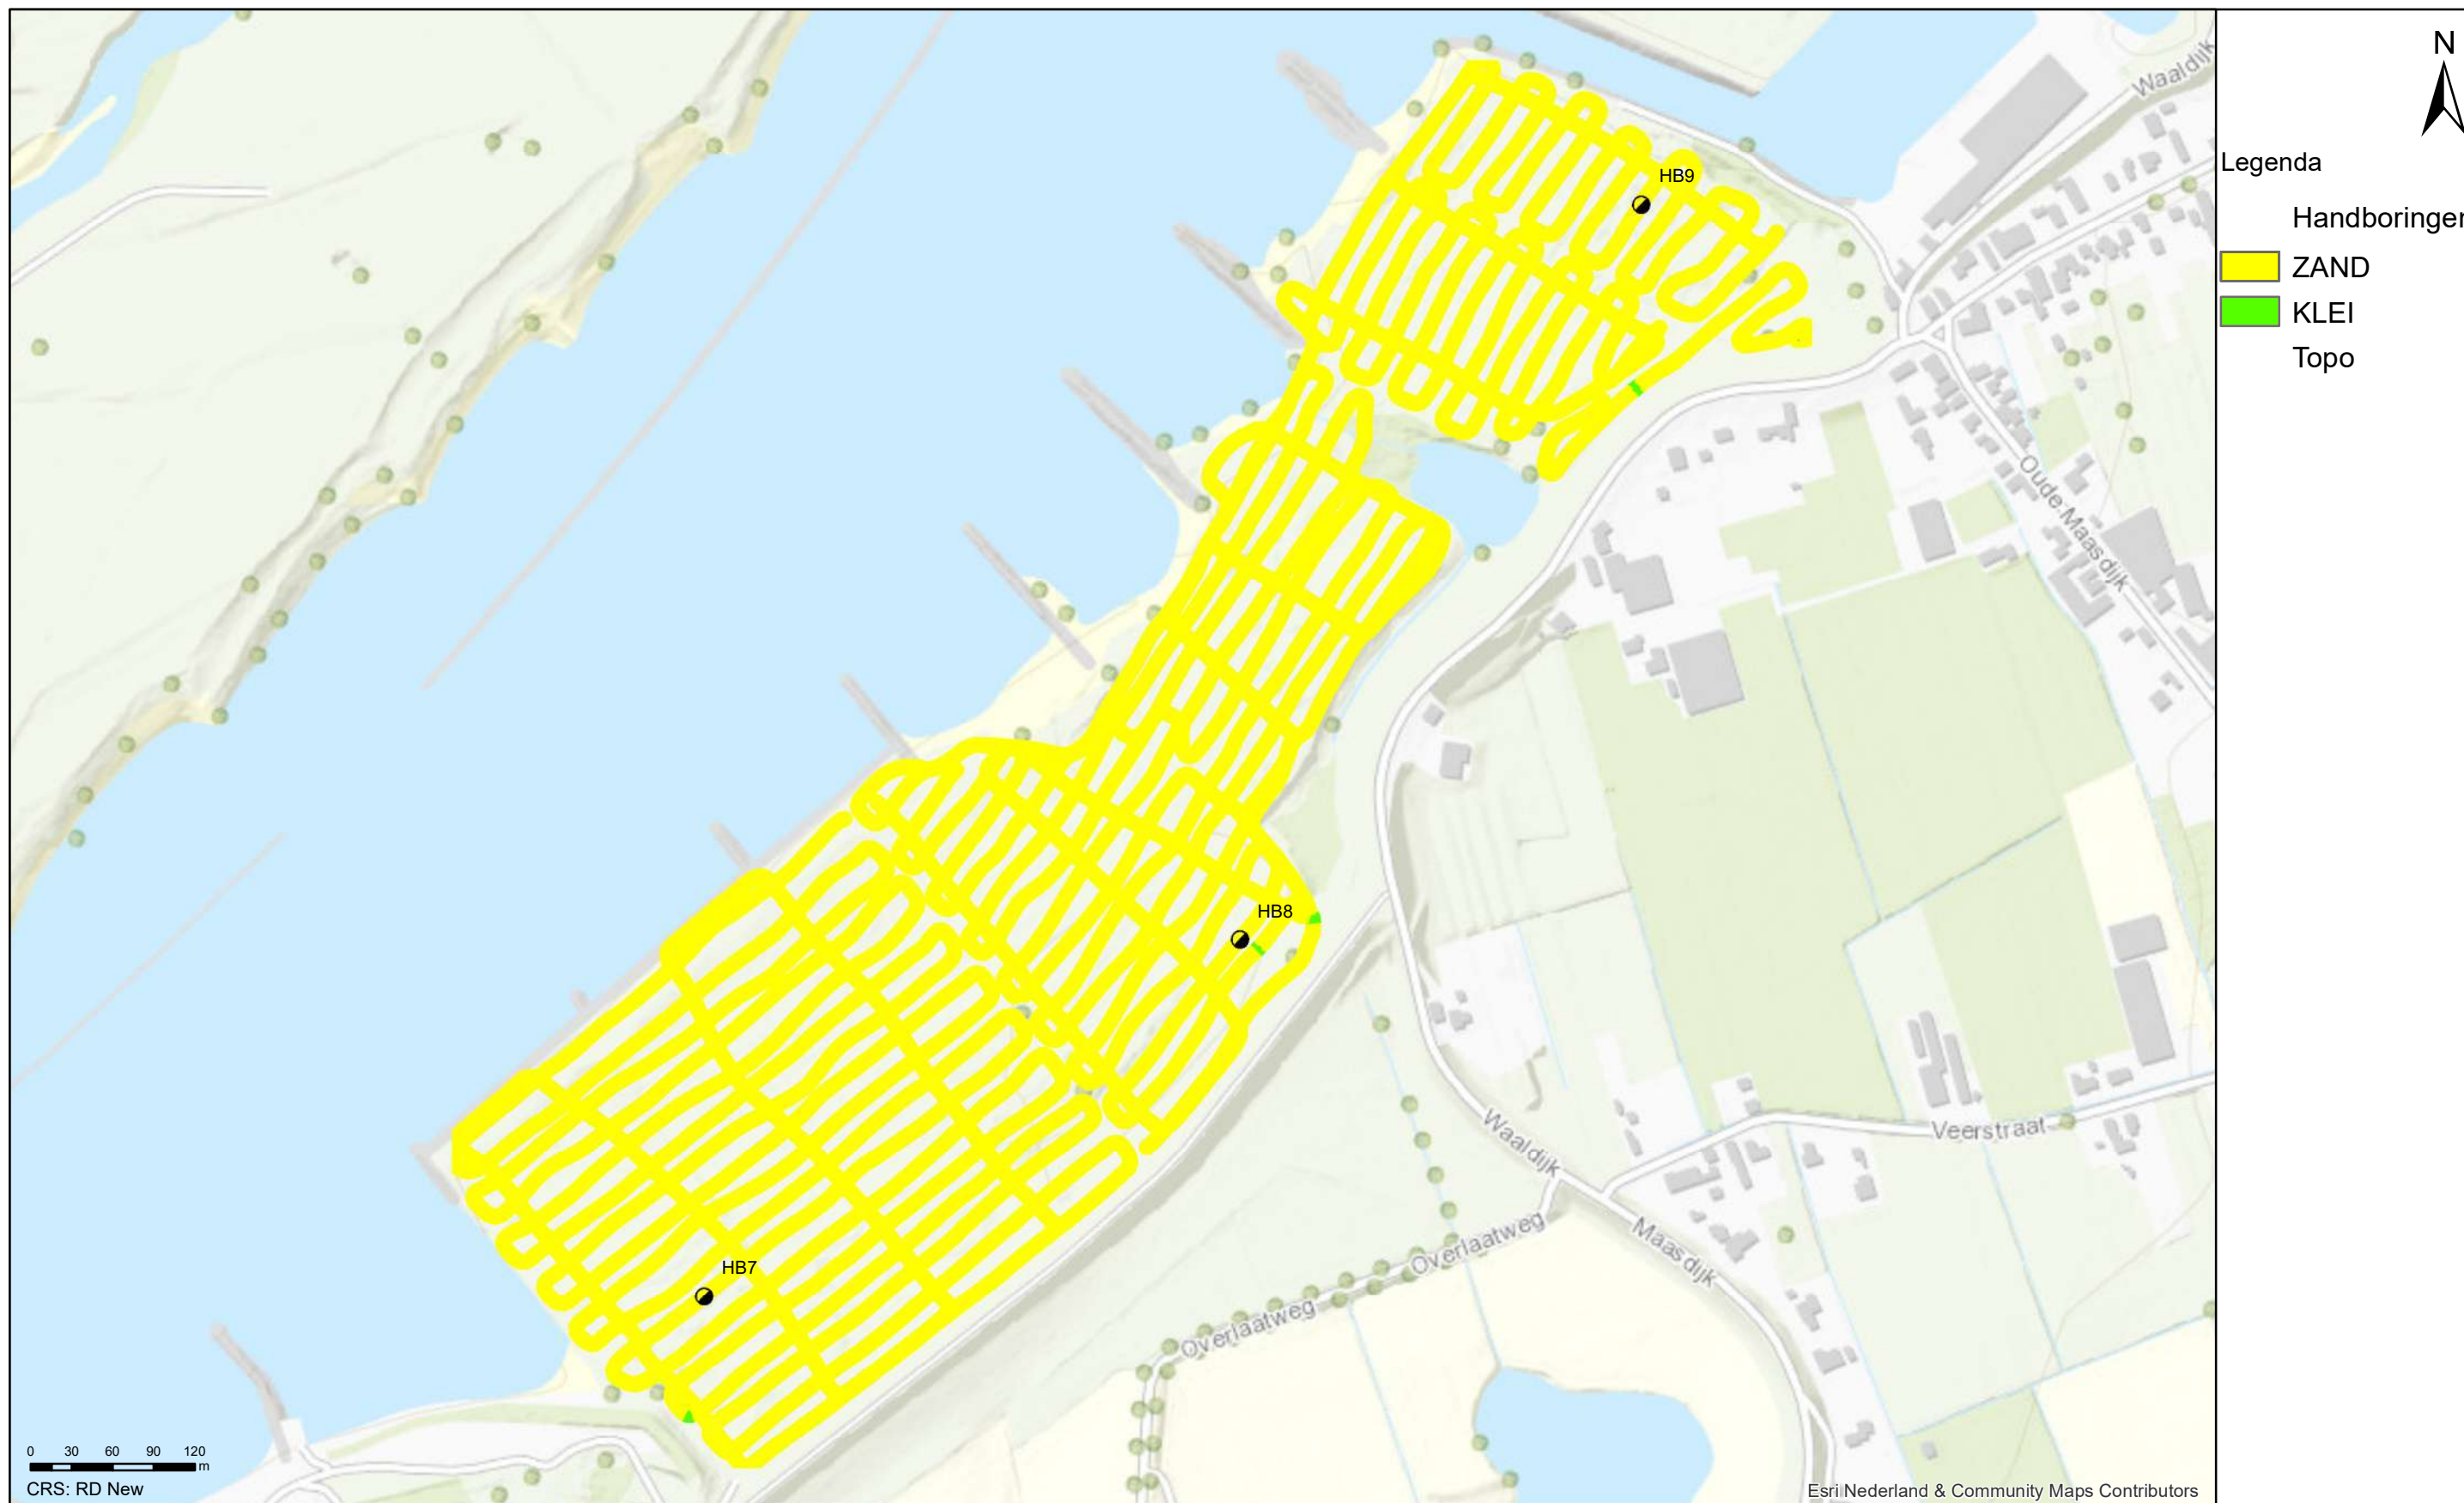 N
Waaldijk
Legenda
HB9
Handboringen
ZAND
KLEI
Topo
Oude-Maasdijk
HB8
Waaldijk
Veerstraat
Overlaatweg
Maasdijk
HB7
Overlaatweg
0 30 60 90 120
m
CRS: RD New
Esri Nederland & Community Maps Contributors